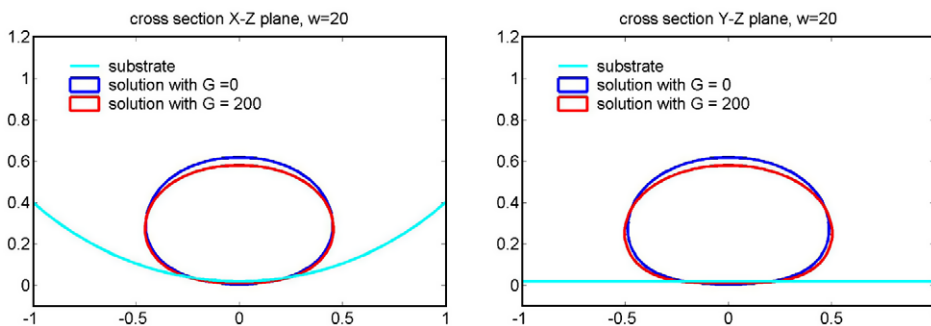 cross section X-Z plane, w=20
1.2
1
0.8
0.6
0.4
0.2
0
-1
-0.5
0
0.5
1
substrate
solution with G =0
solution with G = 200
cross section Y-Z plane, w=20
1.2
1
0.8
0.6
0.4
0.2
0
-1
-0.5
0
0.5
substrate
solution with G = 0
solution with G = 200